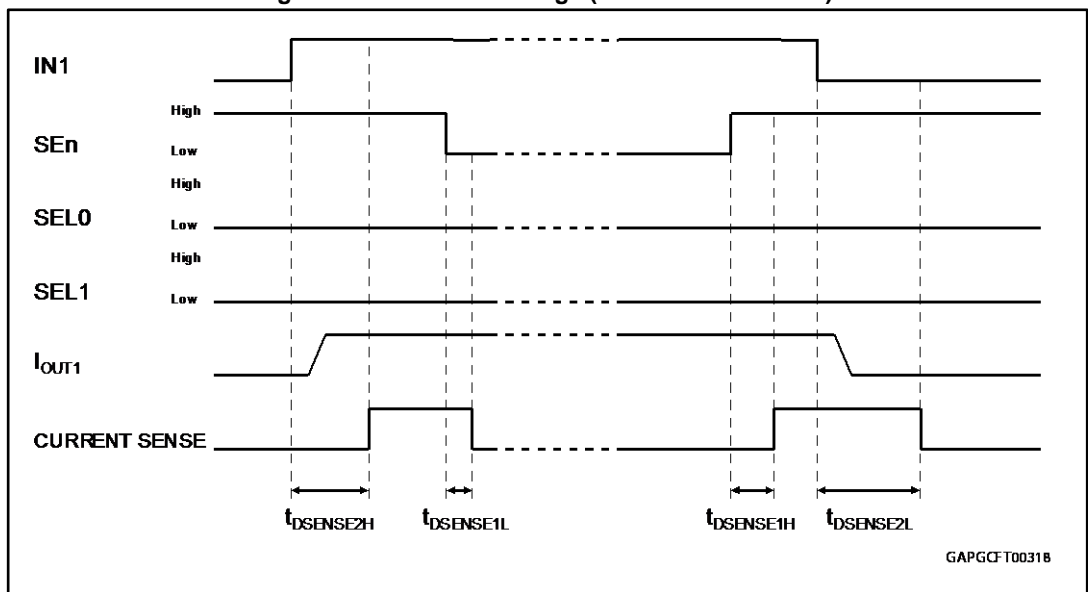 IN1
High
SEn
Low
High
SEL0
Low
High
SEL1
Low
IOUT1
CURRENT SENSE
tDSENSE2H tDSENSE1L tDSENSE1H tDSENSE2L
GAPGCFT00318